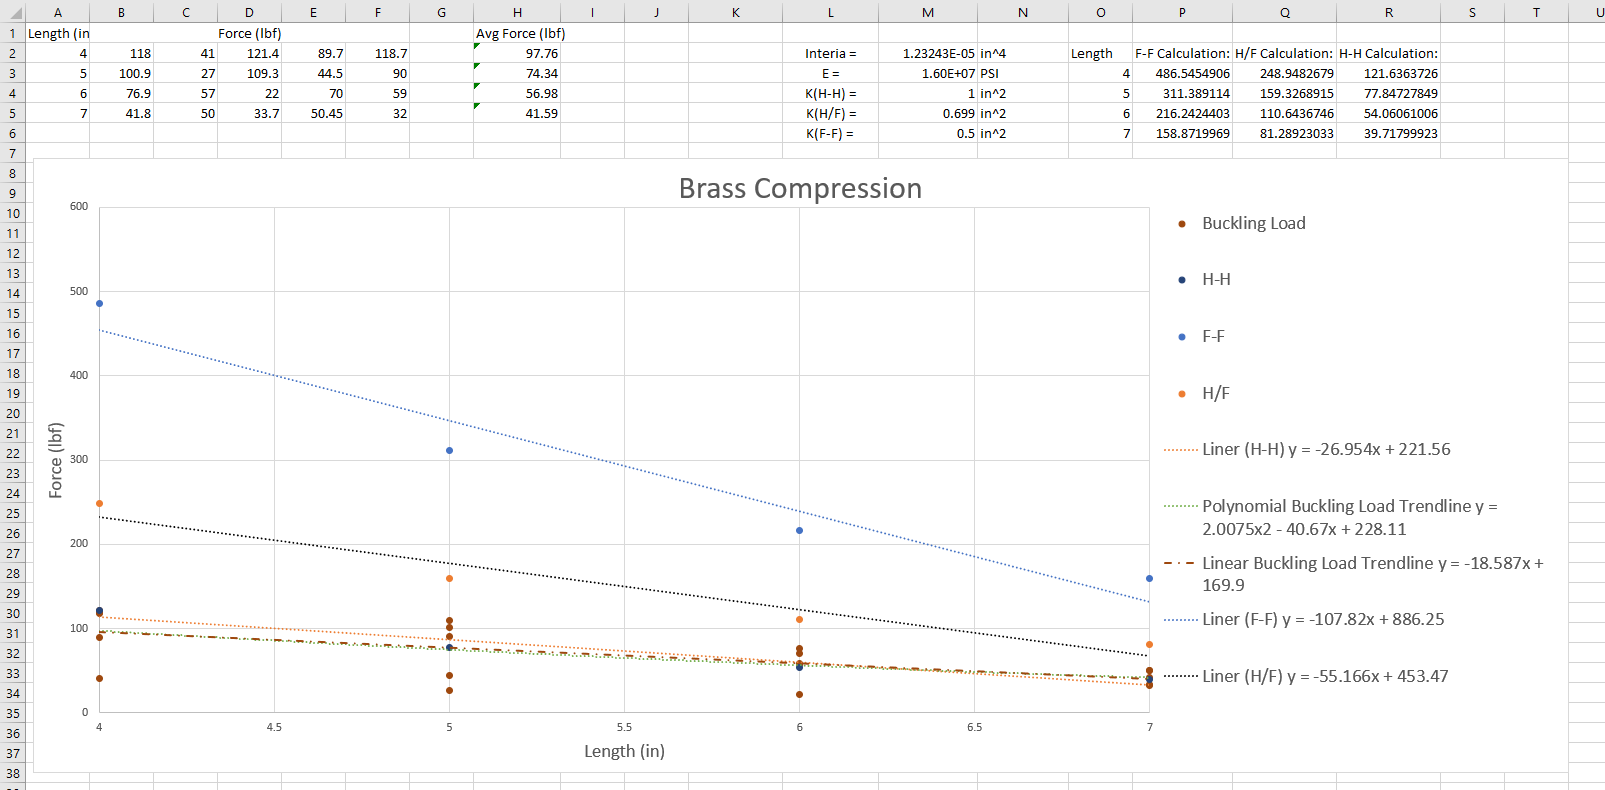 A B C D E F G H I J K L M N O P Q R S T U
1 Length (in Force (lbf) Avg Force (lbf)
2 4 118 41 121.4 89.7 118.7 97.76 Interia = 1.23243E-05 in^4 Length F-F Calculation: H/F Calculation: H-H Calculation:
3 5 100.9 27 109.3 44.5 90 74.34 E = 1.60E+07 PSI 4 486.5454906 248.9482679 121.6363726
4 6 76.9 57 22 70 59 56.98 K(H-H) = 1 in^2 5 311.389114 159.3268915 77.84727849
5 7 41.8 50 33.7 50.45 32 41.59 K(H/F) = 0.699 in^2 6 216.2424403 110.6436746 54.06061006
6 K(F-F) = 0.5 in^2 7 158.8719969 81.28923033 39.71799923
7
8
9
10
11
12
13
14
15
16
17
18
19
20
21
22
23
24
25
26
27
28
29
30
31
32
33
34
35
36
37
38
Brass Compression
600
500
400
300
200
100
0
Force (lbf)
4 4.5 5 5.5 6 6.5 7
Length (in)
Buckling Load
H-H
F-F
H/F
Liner (H-H) y = -26.954x + 221.56
Polynomial Buckling Load Trendline y =
2.0075x2 - 40.67x + 228.11
Linear Buckling Load Trendline y = -18.587x +
169.9
Liner (F-F) y = -107.82x + 886.25
Liner (H/F) y = -55.166x + 453.47